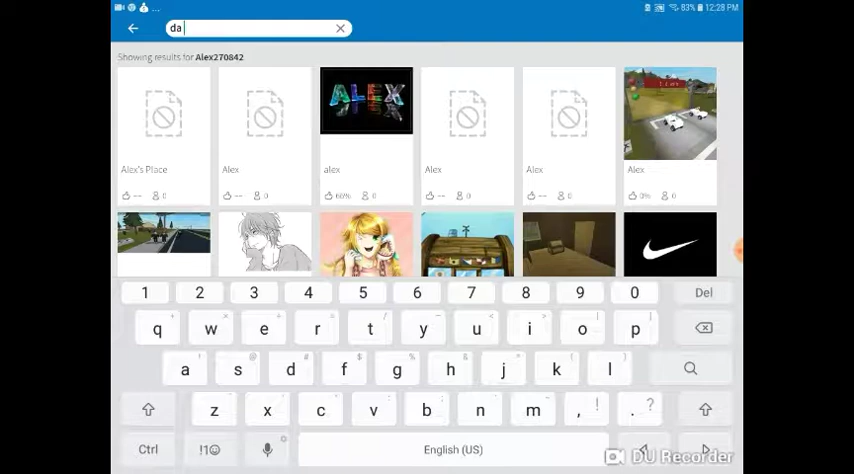 ... 83% 12:28 PM
da
Showing results for Alex270842
ALEX
Alex's Place Alex alex Alex Alex Alex
-- 0 -- 0 66% 0 -- 0 -- 0 0% 0
1 2 3 4 5 6 7 8 9 0 Del
q w e r t y u i o p
a s d f g h j k l
z x c v b n m , ! . ?
Ctrl !1☺ English (US)
DU Recorder